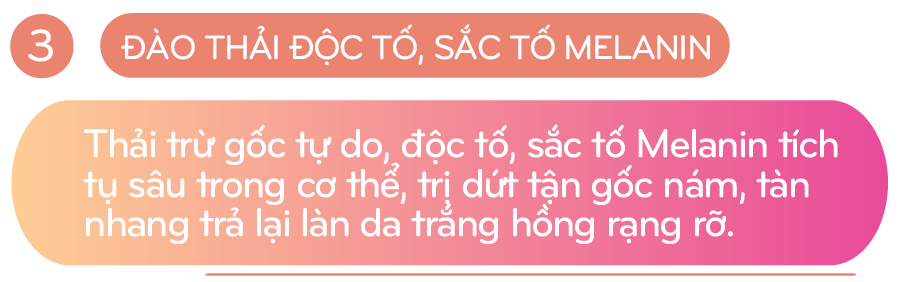 3 ĐÀO THẢI ĐỘC TỐ, SẮC TỐ MELANIN
Thải trừ gốc tự do, độc tố, sắc tố Melanin tích
tụ sâu trong cơ thể, trị dứt tận gốc nám, tàn
nhang trả lại làn da trắng hồng rạng rỡ.